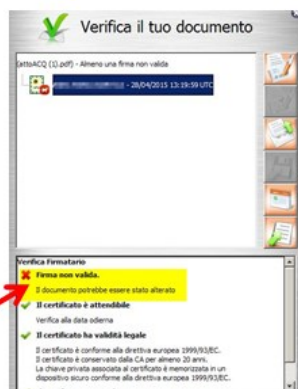 Verifica il tuo documento
(attoACQ (1).pdf) - Almeno una firma non valida
- 28/04/2015 13:19:59 UTC
Verifica Firmatario
Firma non valida.
Il documento potrebbe essere stato alterato
Il certificato è attendibile
Verifica alla data odierna
Il certificato ha validità legale
Il certificato è conforme alla direttiva europea 1999/93/EC.
Il certificato è conservato dalla CA per almeno 20 anni.
La chiave privata associata al certificato è memorizzata in un
dispositivo sicuro conforme alla direttiva europea 1999/93/EC.